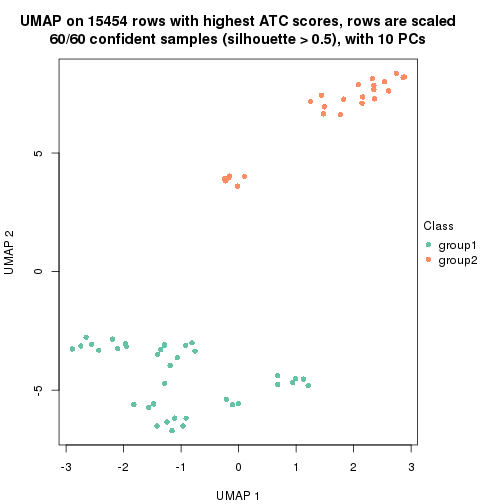 UMAP on 15454 rows with highest ATC scores, rows are scaled
60/60 confident samples (silhouette > 0.5), with 10 PCs
5
0
-5
UMAP 2
-3
-2
-1
0
1
2
3
UMAP 1
Class
group1
group2